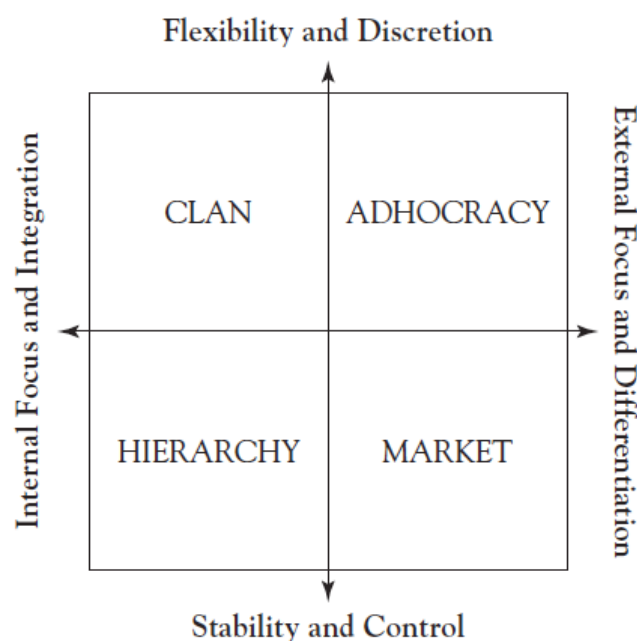 Flexibility and Discretion
Internal Focus and Integration
External Focus and Differentiation
CLAN
ADHOCRACY
HIERARCHY
MARKET
Stability and Control